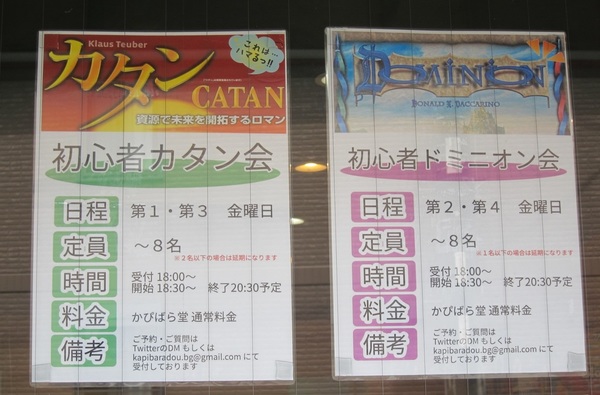 Klaus Teuber
これは…
ハマるっ!!
カタン
CATAN
資源で未来を開拓するロマン
初心者カタン会
日程 第1・第3 金曜日
定員 ～8名
※2名以下の場合は延期になります
時間 受付 18:00～
開始 18:30～ 終了20:30予定
料金 かぴばら堂 通常料金
備考 ご予約・ご質問は
TwitterのDM もしくは
kapibaradou.bg@gmail.com にて
受付しております
DOMINION
DONALD X. VACCARINO
初心者ドミニオン会
日程 第2・第4 金曜日
定員 ～8名
※1名以下の場合は延期になります
時間 受付 18:00～
開始 18:30～ 終了20:30予定
料金 かぴばら堂 通常料金
備考 ご予約・ご質問は
TwitterのDM もしくは
kapibaradou.bg@gmail.com にて
受付しております